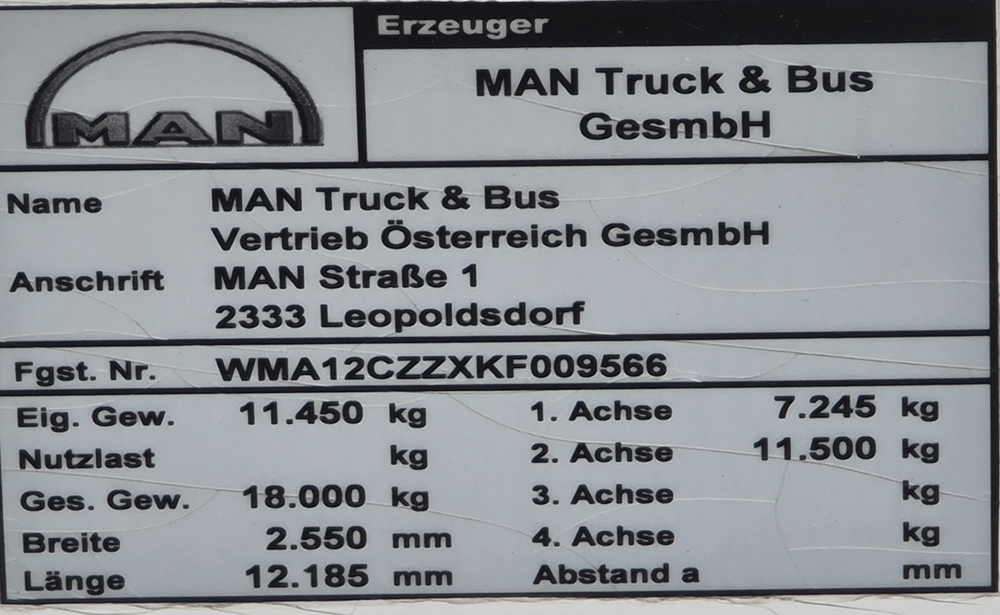 Erzeuger
MAN
MAN Truck & Bus
GesmbH
Name MAN Truck & Bus
Vertrieb Österreich GesmbH
Anschrift MAN Straße 1
2333 Leopoldsdorf
Fgst. Nr. WMA12CZZXKF009566
Eig. Gew. 11.450 kg 1. Achse 7.245 kg
Nutzlast kg 2. Achse 11.500 kg
Ges. Gew. 18.000 kg 3. Achse kg
Breite 2.550 mm 4. Achse kg
Länge 12.185 mm Abstand a mm